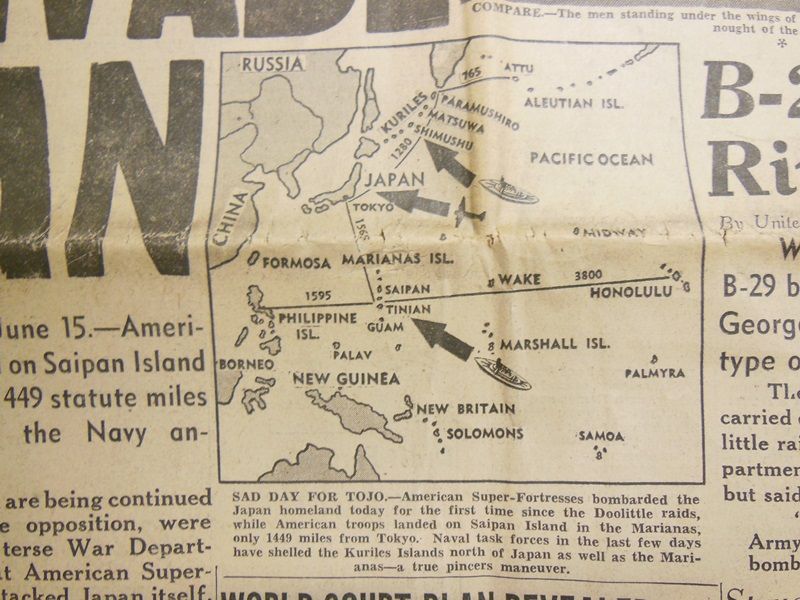 COMPARE.—The men standing under the wings of
nought of the
AN
RUSSIA
765
ATTU
ALEUTIAN ISL.
KURILES
PARAMUSHIRO
MATSUWA
SHIMUSHU
1280
PACIFIC OCEAN
JAPAN
TOKYO
CHINA
MIDWAY
FORMOSA
MARIANAS ISL.
SAIPAN
WAKE
3800
HONOLULU
1595
TINIAN
PHILIPPINE
ISL.
GUAM
MARSHALL ISL.
PALAV
BORNEO
PALMYRA
NEW GUINEA
NEW BRITAIN
SOLOMONS
SAMOA
SAD DAY FOR TOJO.—American Super-Fortresses bombarded the
Japan homeland today for the first time since the Doolittle raids,
while American troops landed on Saipan Island in the Marianas,
only 1449 miles from Tokyo. Naval task forces in the last few days
have shelled the Kuriles Islands north of Japan as well as the Mari-
anas—a true pincers maneuver.
June 15.—Ameri-
on Saipan Island
449 statute miles
the Navy an-
are being continued
opposition, were
terse War Depart-
American Super-
Japan itself.
B-2
Ri
By Unite
B-29 b
George
type o
carried
little rai
partmen
but said
Army
bomb